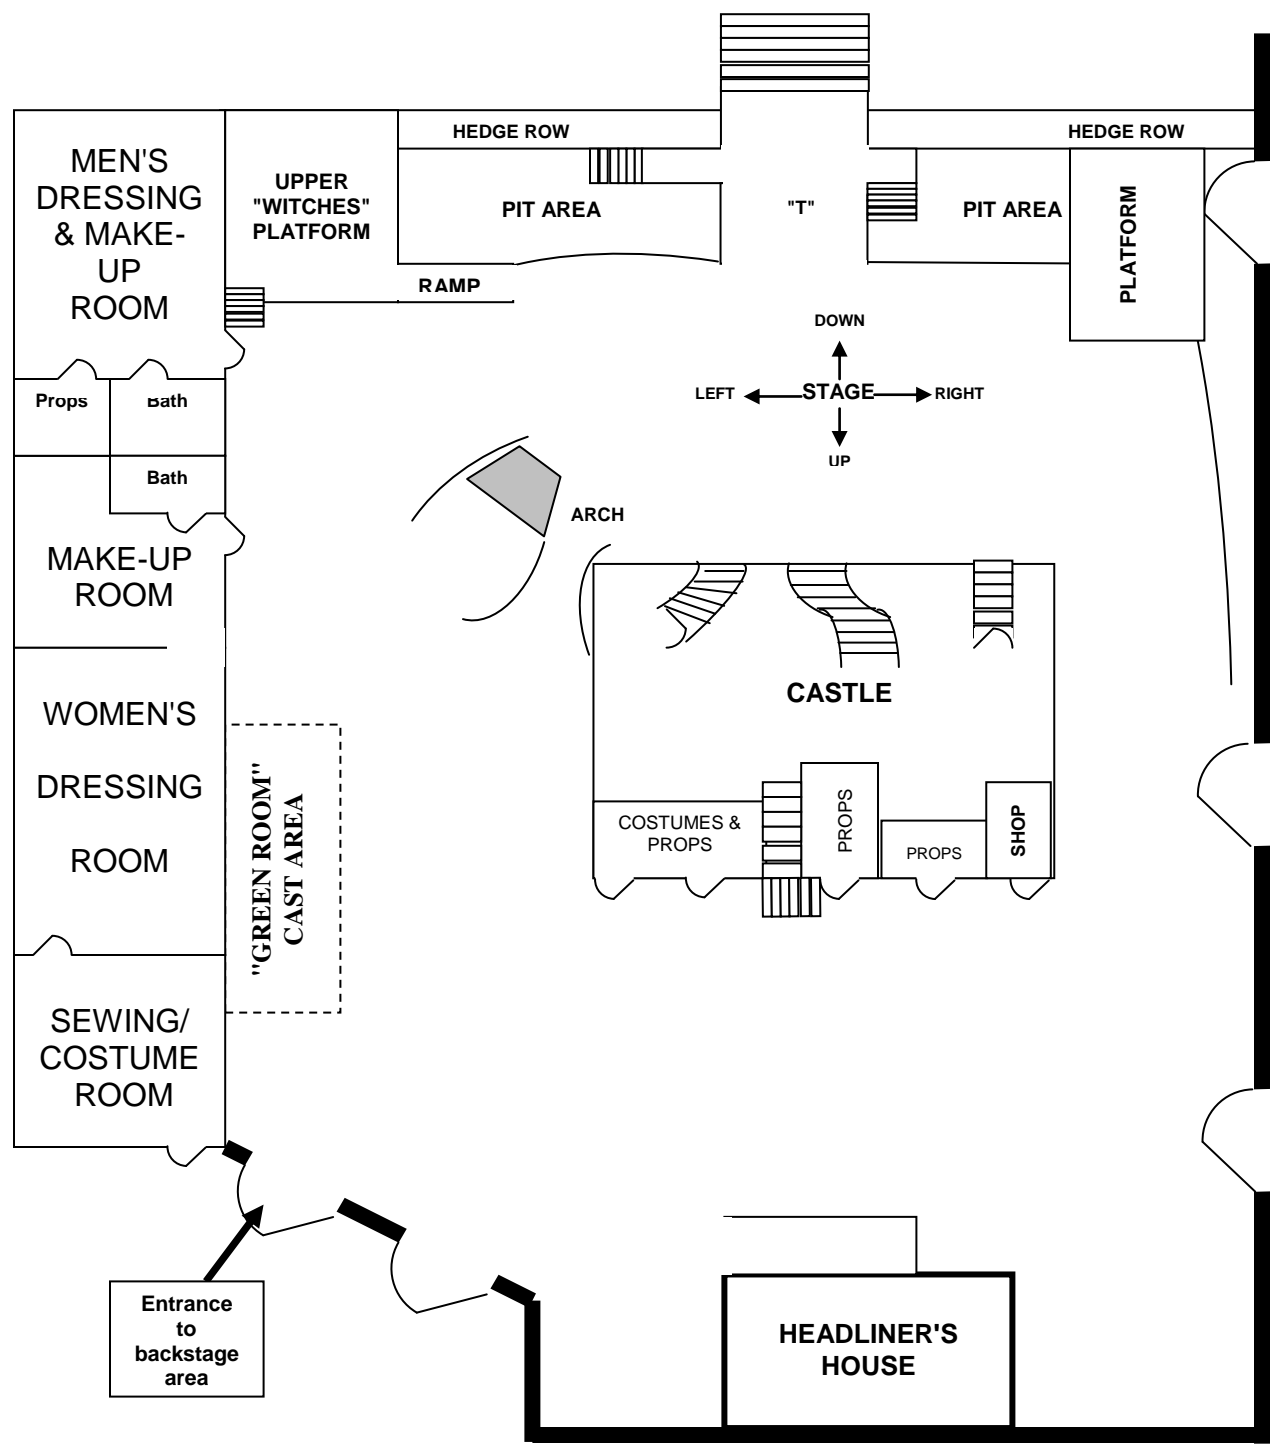 HEDGE ROW
HEDGE ROW
MEN'S
DRESSING
& MAKE-
UP
ROOM
UPPER
"WITCHES"
PLATFORM
PIT AREA
"T"
PIT AREA
PLATFORM
RAMP
DOWN
LEFT
STAGE
RIGHT
UP
Props
Bath
Bath
ARCH
MAKE-UP
ROOM
CASTLE
WOMEN'S
DRESSING
ROOM
"GREEN ROOM"
CAST AREA
COSTUMES &
PROPS
PROPS
PROPS
SHOP
SEWING/
COSTUME
ROOM
Entrance
to
backstage
area
HEADLINER'S
HOUSE